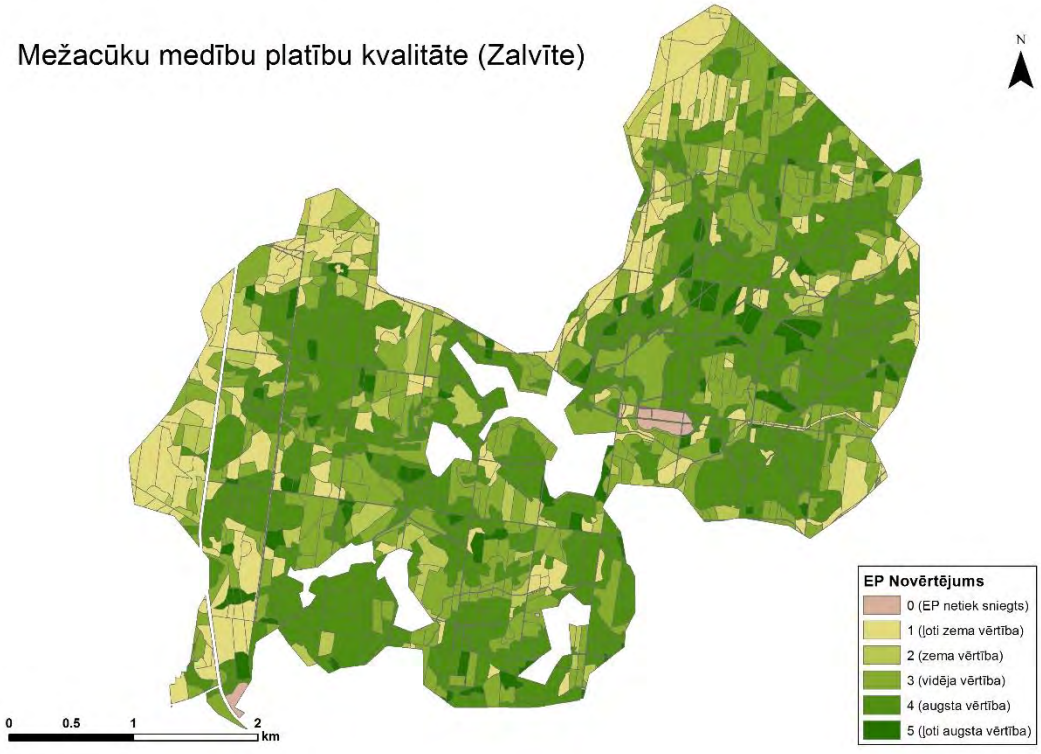 Mežacūku medību platību kvalitāte (Zalvīte)
N
EP Novērtējums
0 (EP netiek sniegts)
1 (ļoti zema vērtība)
2 (zema vērtība)
3 (vidēja vērtība)
4 (augsta vērtība)
5 (ļoti augsta vērtība)
0 0.5 1 2
km